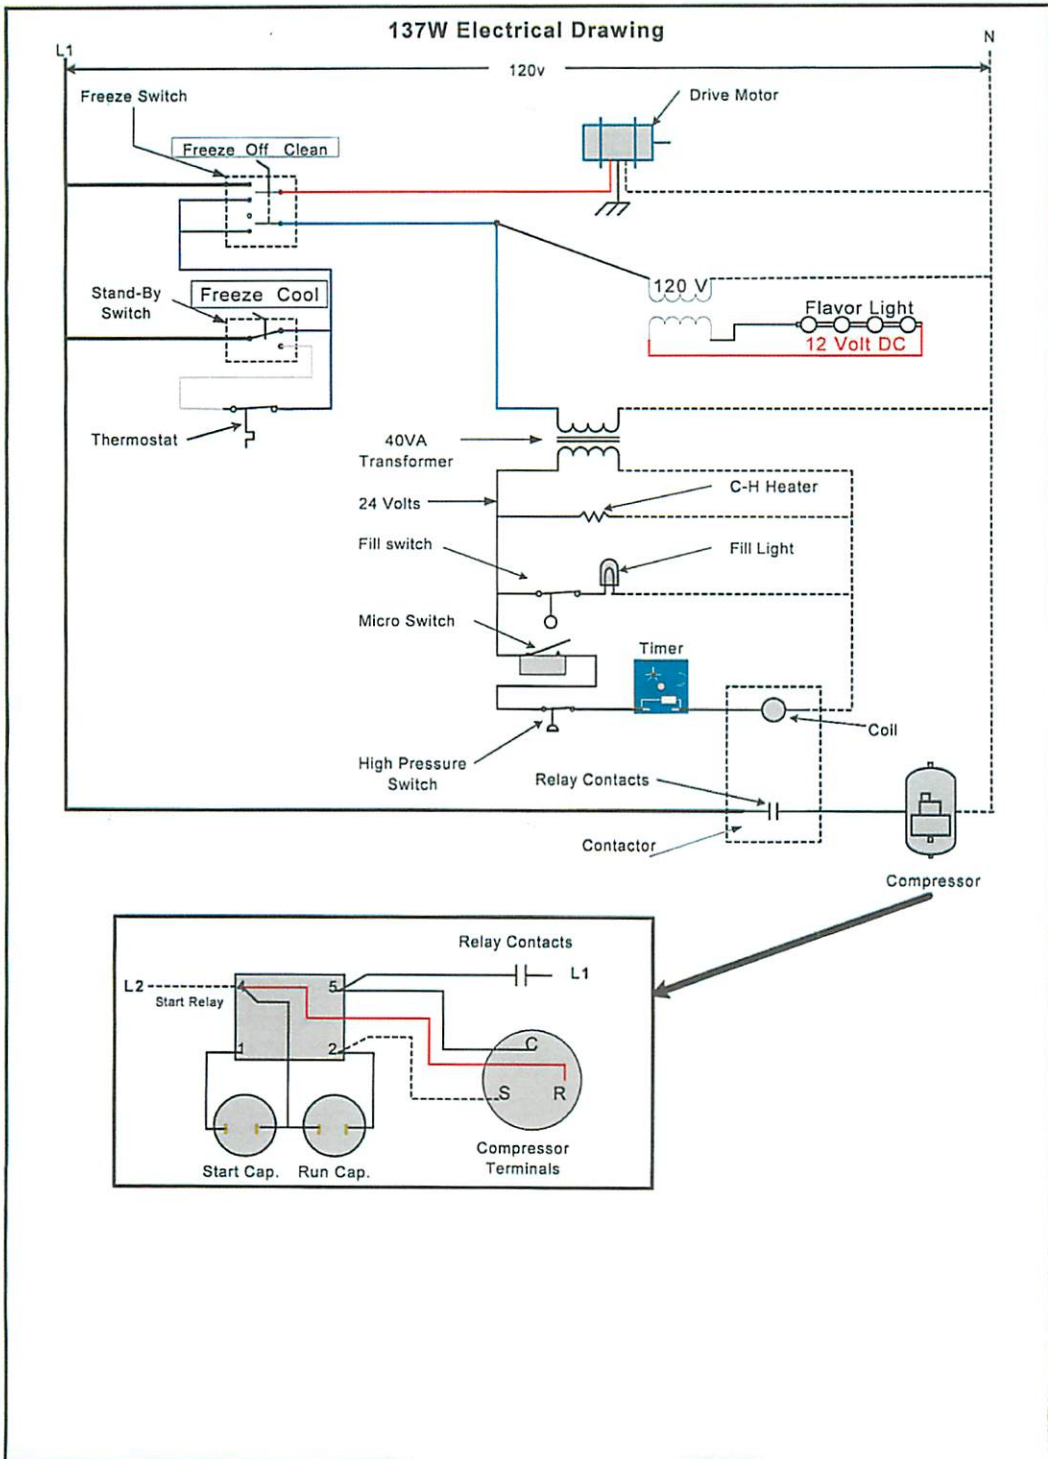 137W Electrical Drawing
L1
N
120v
Freeze Switch
Drive Motor
Freeze Off Clean
Stand-By
Switch
Freeze Cool
120 V
Flavor Light
12 Volt DC
Thermostat
40VA
Transformer
C-H Heater
24 Volts
Fill switch
Fill Light
Micro Switch
Timer
Coil
High Pressure
Switch
Relay Contacts
Contactor
Compressor
Relay Contacts
L2
4
5
L1
Start Relay
1
2
C
S
R
Compressor
Terminals
Start Cap.
Run Cap.